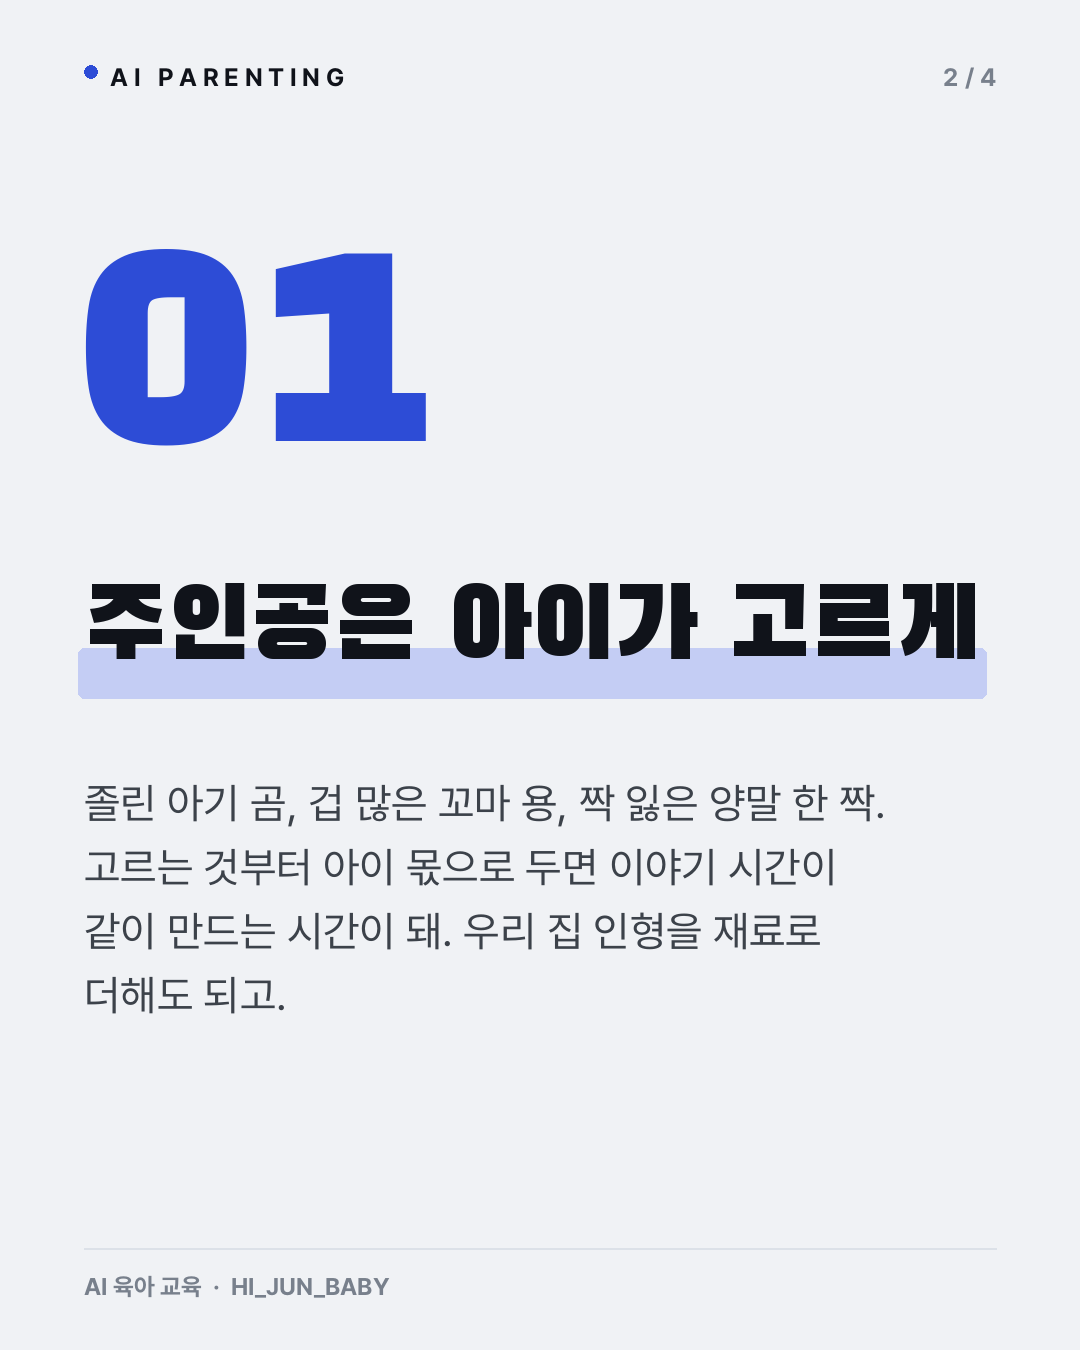 AI PARENTING
2 / 4
01
주인공은 아이가 고르게
졸린 아기 곰, 겁 많은 꼬마 용, 짝 잃은 양말 한 짝.
고르는 것부터 아이 몫으로 두면 이야기 시간이
같이 만드는 시간이 돼. 우리 집 인형을 재료로
더해도 되고.
AI 육아 교육 · HI_JUN_BABY